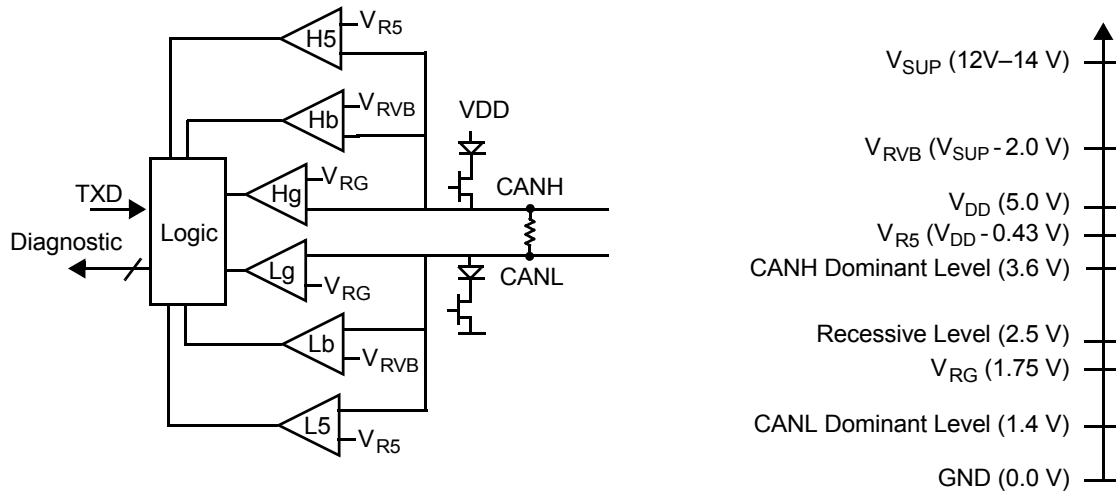 H5
V_R5
Hb
V_RVB
VDD
Hg
V_RG
CANH
TXD
Logic
Diagnostic
Lg
V_RG
CANL
Lb
V_RVB
L5
V_R5
V_SUP (12V–14 V)
V_RVB (V_SUP - 2.0 V)
V_DD (5.0 V)
V_R5 (V_DD - 0.43 V)
CANH Dominant Level (3.6 V)
Recessive Level (2.5 V)
V_RG (1.75 V)
CANL Dominant Level (1.4 V)
GND (0.0 V)